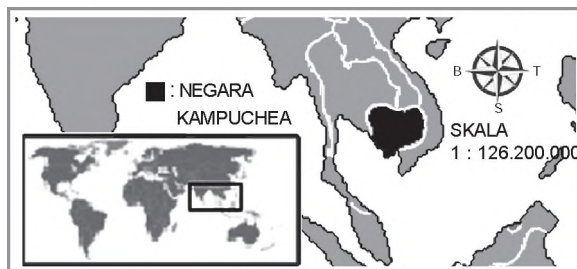 : NEGARA
KAMPUCHEA
B T
S
SKALA
1 : 126.200.000